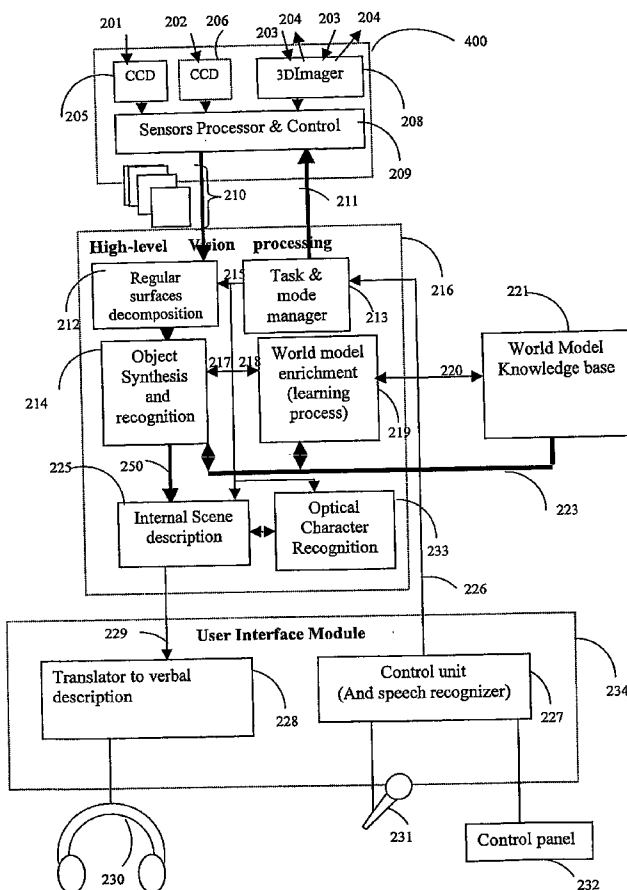 201
202
206
204
203
203
204
400
CCD
CCD
3DImager
205
208
Sensors Processor & Control
209
210
211
High-level Vision processing
216
Regular
surfaces
decomposition
212
215
Task &
mode
manager
213
221
World Model
Knowledge base
Object
Synthesis
and
recognition
214
217
218
World model
enrichment
(learning
process)
219
220
250
225
223
Internal Scene
description
Optical
Character
Recognition
233
226
229
User Interface Module
Translator to verbal
description
228
Control unit
(And speech recognizer)
227
234
230
231
Control panel
232